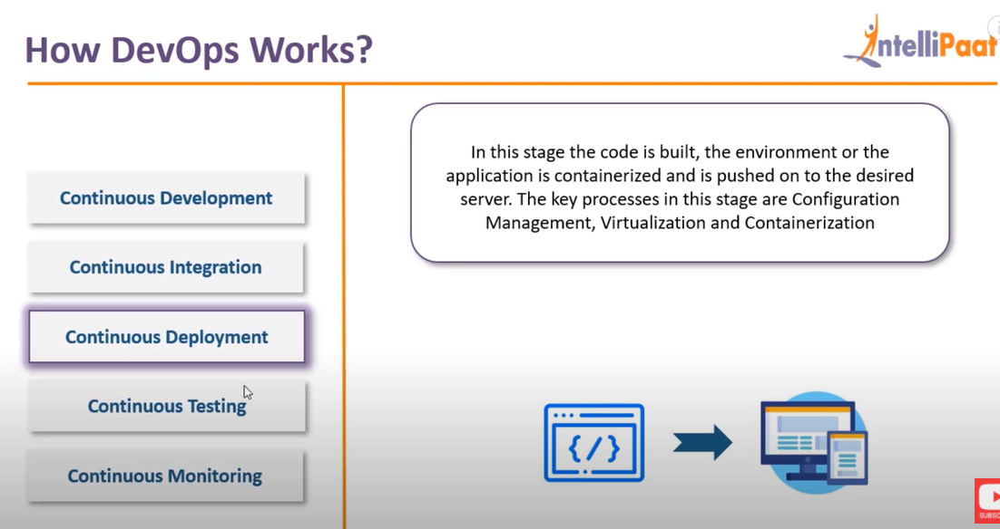 How DevOps Works?
IntelliPaat
Continuous Development
Continuous Integration
Continuous Deployment
Continuous Testing
Continuous Monitoring
In this stage the code is built, the environment or the
application is containerized and is pushed on to the desired
server. The key processes in this stage are Configuration
Management, Virtualization and Containerization
{/}